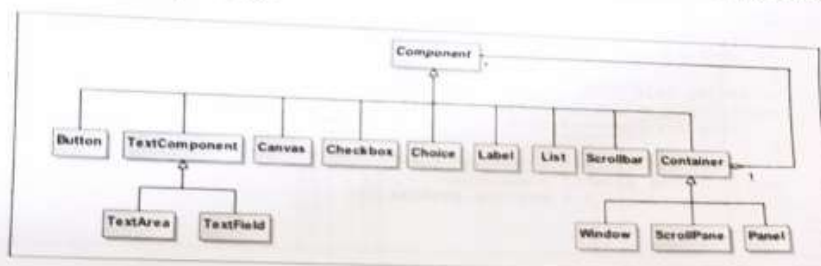 Component
*
Button TextComponent Canvas Checkbox Choice Label List Scrollbar Container
1
TextArea TextField Window ScrollPane Panel